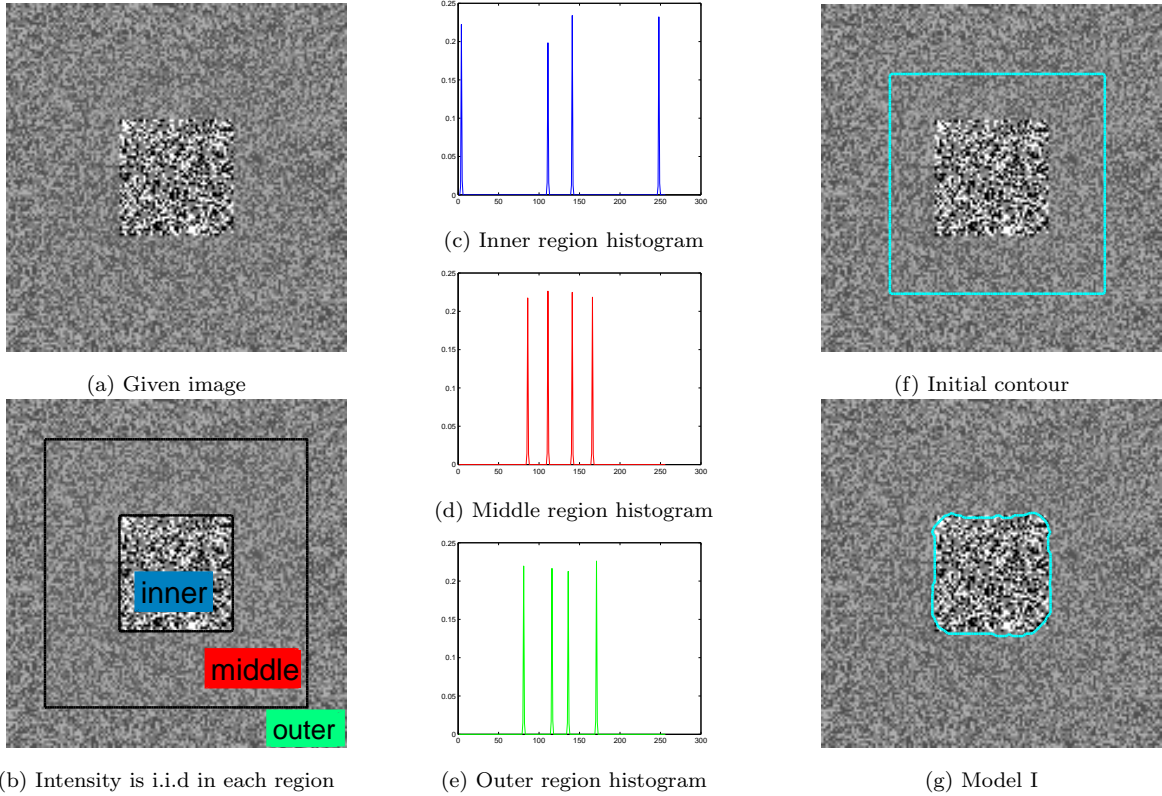 0.25
0.2
0.15
0.1
0.05
0
0 50 100 150 200 250 300
(c) Inner region histogram
0.25
0.2
0.15
0.1
0.05
0
0 50 100 150 200 250 300
(a) Given image
(f) Initial contour
(d) Middle region histogram
inner
middle
outer
0.25
0.2
0.15
0.1
0.05
0
0 50 100 150 200 250 300
(b) Intensity is i.i.d in each region
(e) Outer region histogram
(g) Model I